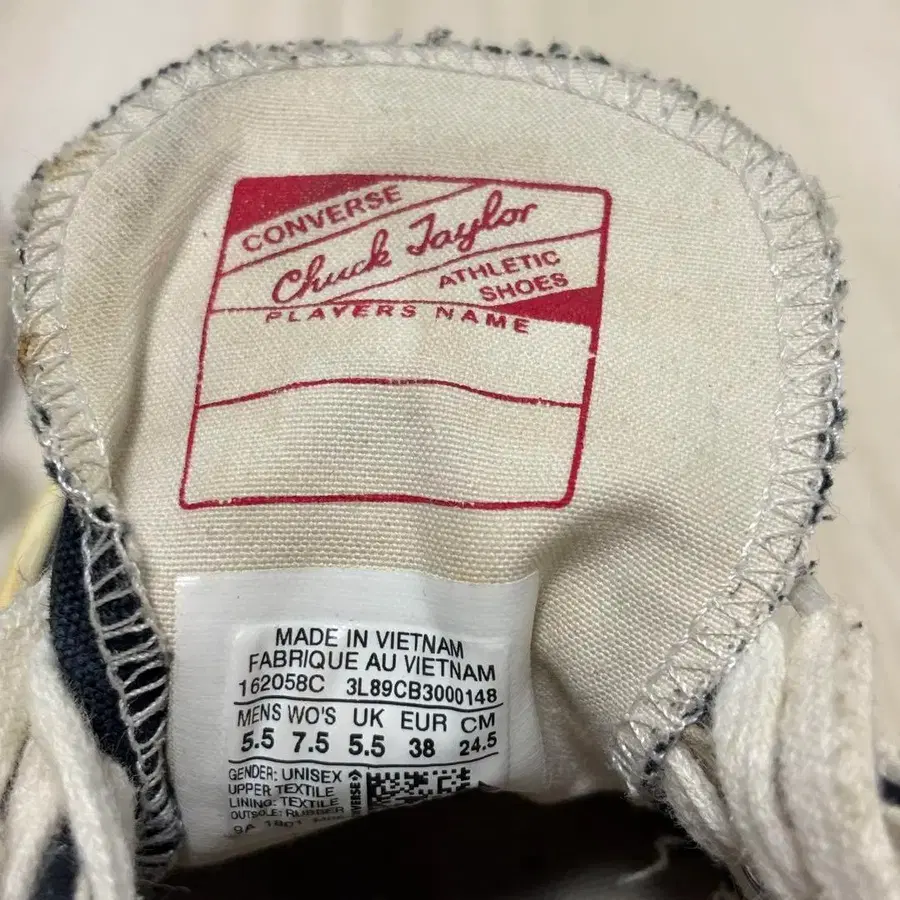 CONVERSE
Chuck Taylor
ATHLETIC
SHOES
PLAYERS NAME
MADE IN VIETNAM
FABRIQUE AU VIETNAM
162058C 3L89CB3000148
MENS WO'S UK EUR CM
5.5 7.5 5.5 38 24.5
GENDER: UNISEX
UPPER TEXTILE
LINING: TEXTILE
OUTSOLE: RUBBER
CONVERSE
9A 1801